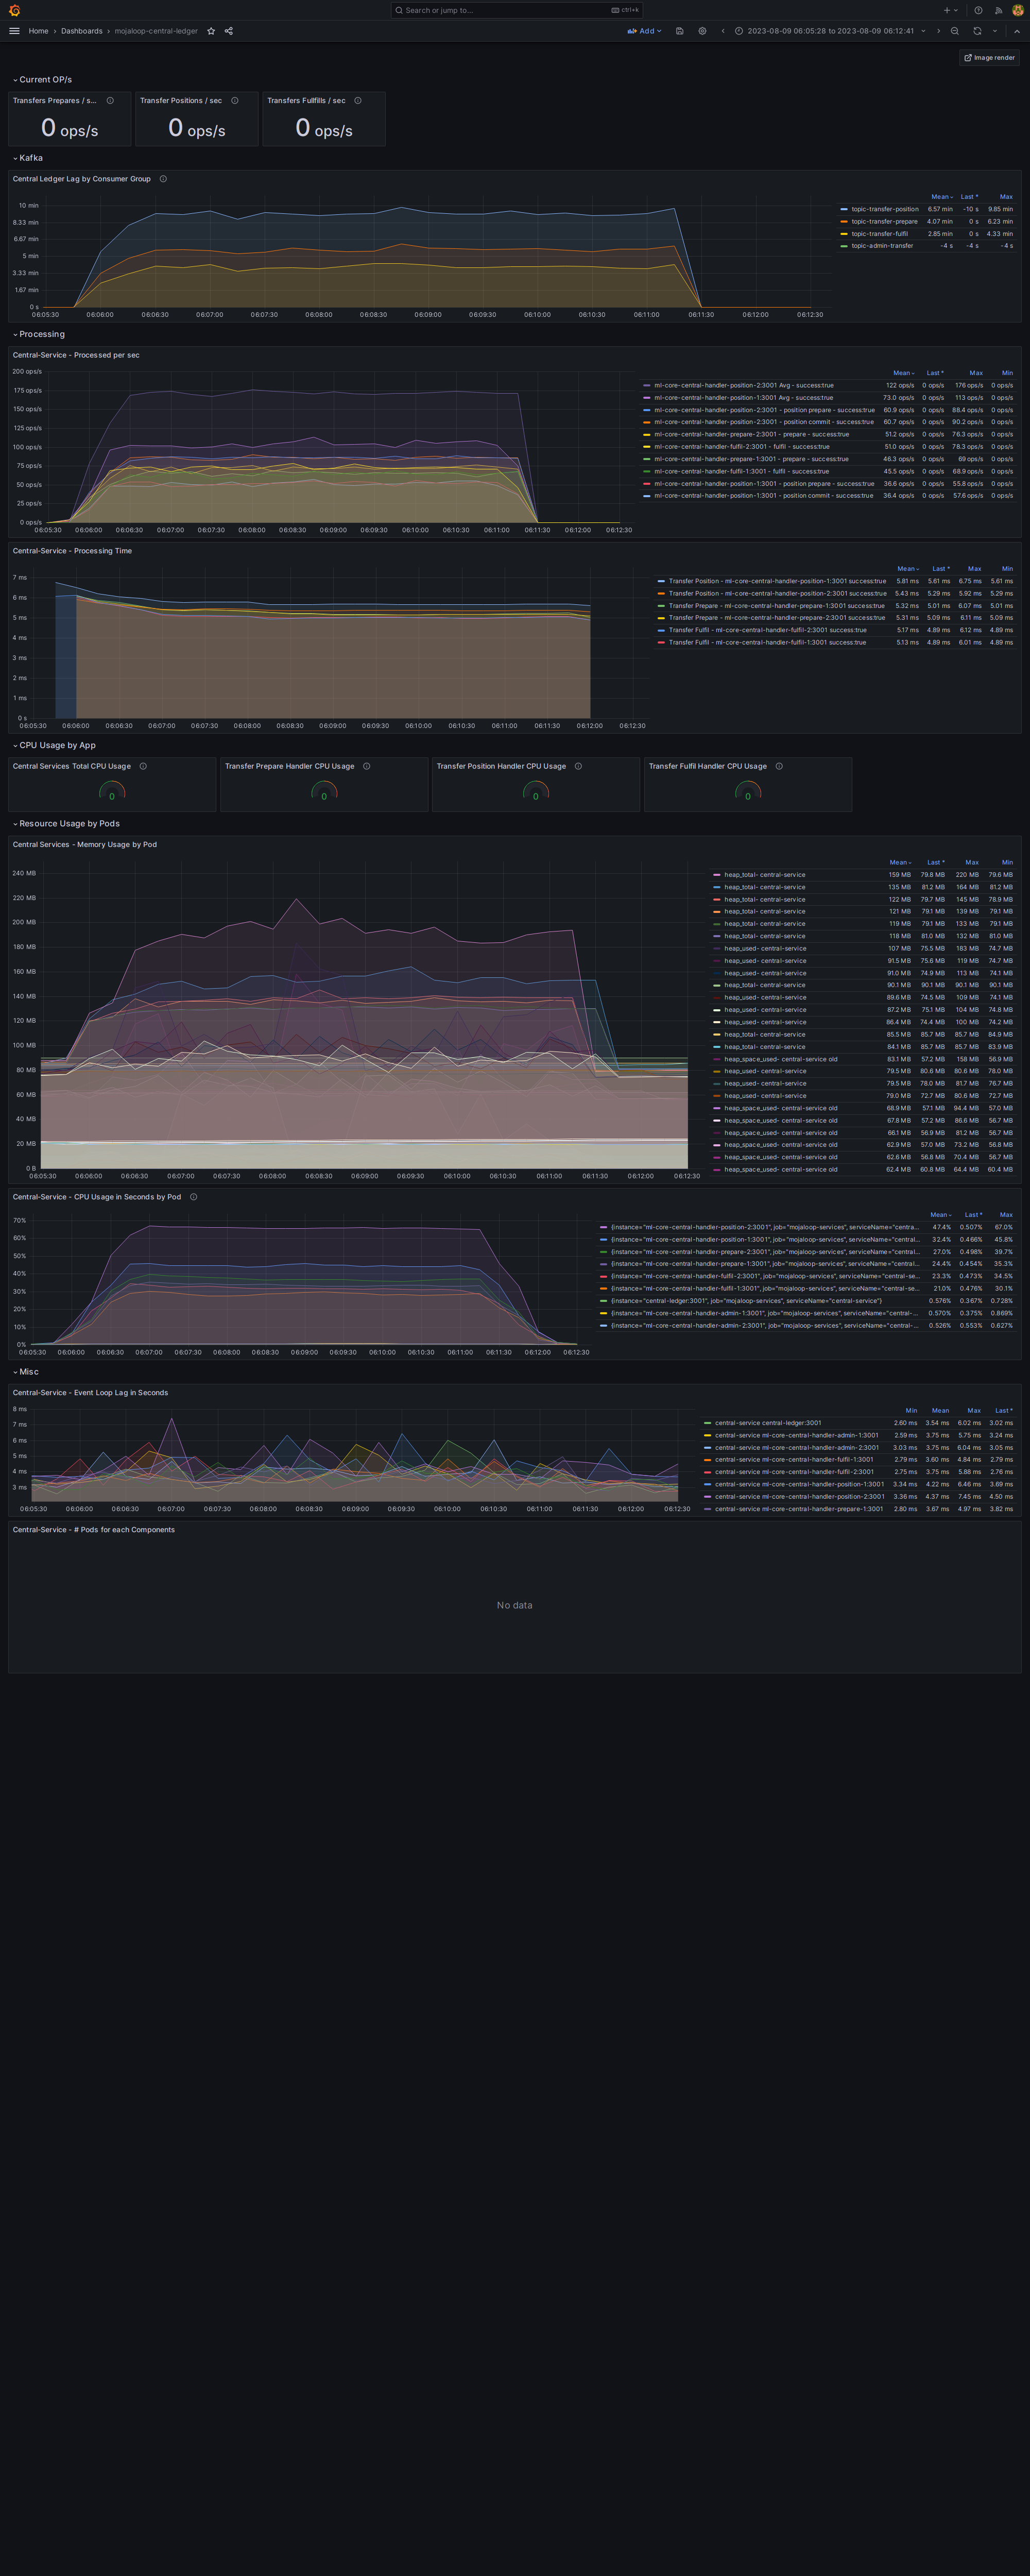 Search or jump to... ctrl+k
Home › Dashboards › mojaloop-central-ledger Add 2023-08-09 06:05:28 to 2023-08-09 06:12:41
Image render
Current OP/s
Transfers Prepares / s... Transfer Positions / sec Transfers Fullfills / sec
0 ops/s 0 ops/s 0 ops/s
Kafka
Central Ledger Lag by Consumer Group
Mean Last * Max
topic-transfer-position 6.57 min -10 s 9.85 min
topic-transfer-prepare 4.07 min 0 s 6.23 min
topic-transfer-fulfil 2.85 min 0 s 4.33 min
topic-admin-transfer -4 s -4 s -4 s
10 min
8.33 min
6.67 min
5 min
3.33 min
1.67 min
0 s
06:05:30 06:06:00 06:06:30 06:07:00 06:07:30 06:08:00 06:08:30 06:09:00 06:09:30 06:10:00 06:10:30 06:11:00 06:11:30 06:12:00 06:12:30
Processing
Central-Service - Processed per sec
200 ops/s
175 ops/s
150 ops/s
125 ops/s
100 ops/s
75 ops/s
50 ops/s
25 ops/s
0 ops/s
06:05:30 06:06:00 06:06:30 06:07:00 06:07:30 06:08:00 06:08:30 06:09:00 06:09:30 06:10:00 06:10:30 06:11:00 06:11:30 06:12:00 06:12:30
Mean Last * Max Min
ml-core-central-handler-position-2:3001 Avg - success:true 122 ops/s 0 ops/s 176 ops/s 0 ops/s
ml-core-central-handler-position-1:3001 Avg - success:true 73.0 ops/s 0 ops/s 113 ops/s 0 ops/s
ml-core-central-handler-position-2:3001 - position prepare - success:true 60.9 ops/s 0 ops/s 88.4 ops/s 0 ops/s
ml-core-central-handler-position-2:3001 - position commit - success:true 60.7 ops/s 0 ops/s 90.2 ops/s 0 ops/s
ml-core-central-handler-prepare-2:3001 - prepare - success:true 51.2 ops/s 0 ops/s 76.3 ops/s 0 ops/s
ml-core-central-handler-fulfil-2:3001 - fulfil - success:true 51.0 ops/s 0 ops/s 78.3 ops/s 0 ops/s
ml-core-central-handler-prepare-1:3001 - prepare - success:true 46.3 ops/s 0 ops/s 69 ops/s 0 ops/s
ml-core-central-handler-fulfil-1:3001 - fulfil - success:true 45.5 ops/s 0 ops/s 68.9 ops/s 0 ops/s
ml-core-central-handler-position-1:3001 - position prepare - success:true 36.6 ops/s 0 ops/s 55.8 ops/s 0 ops/s
ml-core-central-handler-position-1:3001 - position commit - success:true 36.4 ops/s 0 ops/s 57.6 ops/s 0 ops/s
Central-Service - Processing Time
7 ms
6 ms
5 ms
4 ms
3 ms
2 ms
1 ms
0 s
06:05:30 06:06:00 06:06:30 06:07:00 06:07:30 06:08:00 06:08:30 06:09:00 06:09:30 06:10:00 06:10:30 06:11:00 06:11:30 06:12:00 06:12:30
Mean Last * Max Min
Transfer Position - ml-core-central-handler-position-1:3001 success:true 5.81 ms 5.61 ms 6.75 ms 5.61 ms
Transfer Position - ml-core-central-handler-position-2:3001 success:true 5.43 ms 5.29 ms 5.92 ms 5.29 ms
Transfer Prepare - ml-core-central-handler-prepare-1:3001 success:true 5.32 ms 5.01 ms 6.07 ms 5.01 ms
Transfer Prepare - ml-core-central-handler-prepare-2:3001 success:true 5.31 ms 5.09 ms 6.11 ms 5.09 ms
Transfer Fulfil - ml-core-central-handler-fulfil-2:3001 success:true 5.17 ms 4.89 ms 6.12 ms 4.89 ms
Transfer Fulfil - ml-core-central-handler-fulfil-1:3001 success:true 5.13 ms 4.89 ms 6.01 ms 4.89 ms
CPU Usage by App
Central Services Total CPU Usage Transfer Prepare Handler CPU Usage Transfer Position Handler CPU Usage Transfer Fulfil Handler CPU Usage
0 0 0 0
Resource Usage by Pods
Central Services - Memory Usage by Pod
240 MB
220 MB
200 MB
180 MB
160 MB
140 MB
120 MB
100 MB
80 MB
60 MB
40 MB
20 MB
0 B
06:05:30 06:06:00 06:06:30 06:07:00 06:07:30 06:08:00 06:08:30 06:09:00 06:09:30 06:10:00 06:10:30 06:11:00 06:11:30 06:12:00 06:12:30
Mean Last * Max Min
heap_total- central-service 159 MB 79.8 MB 220 MB 79.6 MB
heap_total- central-service 135 MB 81.2 MB 164 MB 81.2 MB
heap_total- central-service 122 MB 79.7 MB 145 MB 78.9 MB
heap_total- central-service 121 MB 79.1 MB 139 MB 79.1 MB
heap_total- central-service 119 MB 79.1 MB 133 MB 79.1 MB
heap_total- central-service 118 MB 81.0 MB 132 MB 81.0 MB
heap_used- central-service 107 MB 75.5 MB 183 MB 74.7 MB
heap_used- central-service 91.5 MB 75.6 MB 119 MB 74.7 MB
heap_used- central-service 91.0 MB 74.9 MB 113 MB 74.1 MB
heap_total- central-service 90.1 MB 90.1 MB 90.1 MB 90.1 MB
heap_used- central-service 89.6 MB 74.5 MB 109 MB 74.1 MB
heap_used- central-service 87.2 MB 75.1 MB 104 MB 74.8 MB
heap_used- central-service 86.4 MB 74.4 MB 100 MB 74.2 MB
heap_total- central-service 85.5 MB 85.7 MB 85.7 MB 84.9 MB
heap_total- central-service 84.1 MB 85.7 MB 85.7 MB 83.9 MB
heap_space_used- central-service old 83.1 MB 57.2 MB 158 MB 56.9 MB
heap_used- central-service 79.5 MB 80.6 MB 80.6 MB 78.0 MB
heap_used- central-service 79.5 MB 78.0 MB 81.7 MB 76.7 MB
heap_used- central-service 79.0 MB 72.7 MB 80.6 MB 72.7 MB
heap_space_used- central-service old 68.9 MB 57.1 MB 94.4 MB 57.0 MB
heap_space_used- central-service old 67.8 MB 57.2 MB 86.6 MB 56.7 MB
heap_space_used- central-service old 66.1 MB 56.9 MB 81.2 MB 56.7 MB
heap_space_used- central-service old 62.9 MB 57.0 MB 73.2 MB 56.8 MB
heap_space_used- central-service old 62.6 MB 56.8 MB 70.4 MB 56.7 MB
heap_space_used- central-service old 62.4 MB 60.8 MB 64.4 MB 60.4 MB
Central-Service - CPU Usage in Seconds by Pod
70%
60%
50%
40%
30%
20%
10%
0%
06:05:30 06:06:00 06:06:30 06:07:00 06:07:30 06:08:00 06:08:30 06:09:00 06:09:30 06:10:00 06:10:30 06:11:00 06:11:30 06:12:00 06:12:30
Mean Last * Max
{instance="ml-core-central-handler-position-2:3001", job="mojaloop-services", serviceName="centra... 47.4% 0.507% 67.0%
{instance="ml-core-central-handler-position-1:3001", job="mojaloop-services", serviceName="central... 32.4% 0.466% 45.8%
{instance="ml-core-central-handler-prepare-2:3001", job="mojaloop-services", serviceName="central... 27.0% 0.498% 39.7%
{instance="ml-core-central-handler-prepare-1:3001", job="mojaloop-services", serviceName="central... 24.4% 0.454% 35.3%
{instance="ml-core-central-handler-fulfil-2:3001", job="mojaloop-services", serviceName="central-se... 23.3% 0.473% 34.5%
{instance="ml-core-central-handler-fulfil-1:3001", job="mojaloop-services", serviceName="central-se... 21.0% 0.476% 30.1%
{instance="central-ledger:3001", job="mojaloop-services", serviceName="central-service"} 0.576% 0.367% 0.728%
{instance="ml-core-central-handler-admin-1:3001", job="mojaloop-services", serviceName="central-... 0.570% 0.375% 0.869%
{instance="ml-core-central-handler-admin-2:3001", job="mojaloop-services", serviceName="central-... 0.526% 0.553% 0.627%
Misc
Central-Service - Event Loop Lag in Seconds
8 ms
7 ms
6 ms
5 ms
4 ms
3 ms
06:05:30 06:06:00 06:06:30 06:07:00 06:07:30 06:08:00 06:08:30 06:09:00 06:09:30 06:10:00 06:10:30 06:11:00 06:11:30 06:12:00 06:12:30
Min Mean Max Last *
central-service central-ledger:3001 2.60 ms 3.54 ms 6.02 ms 3.02 ms
central-service ml-core-central-handler-admin-1:3001 2.59 ms 3.75 ms 5.75 ms 3.24 ms
central-service ml-core-central-handler-admin-2:3001 3.03 ms 3.75 ms 6.04 ms 3.05 ms
central-service ml-core-central-handler-fulfil-1:3001 2.79 ms 3.60 ms 4.84 ms 2.79 ms
central-service ml-core-central-handler-fulfil-2:3001 2.75 ms 3.75 ms 5.88 ms 2.76 ms
central-service ml-core-central-handler-position-1:3001 3.34 ms 4.22 ms 6.46 ms 3.69 ms
central-service ml-core-central-handler-position-2:3001 3.36 ms 4.37 ms 7.45 ms 4.50 ms
central-service ml-core-central-handler-prepare-1:3001 2.80 ms 3.67 ms 4.97 ms 3.82 ms
Central-Service - # Pods for each Components
No data